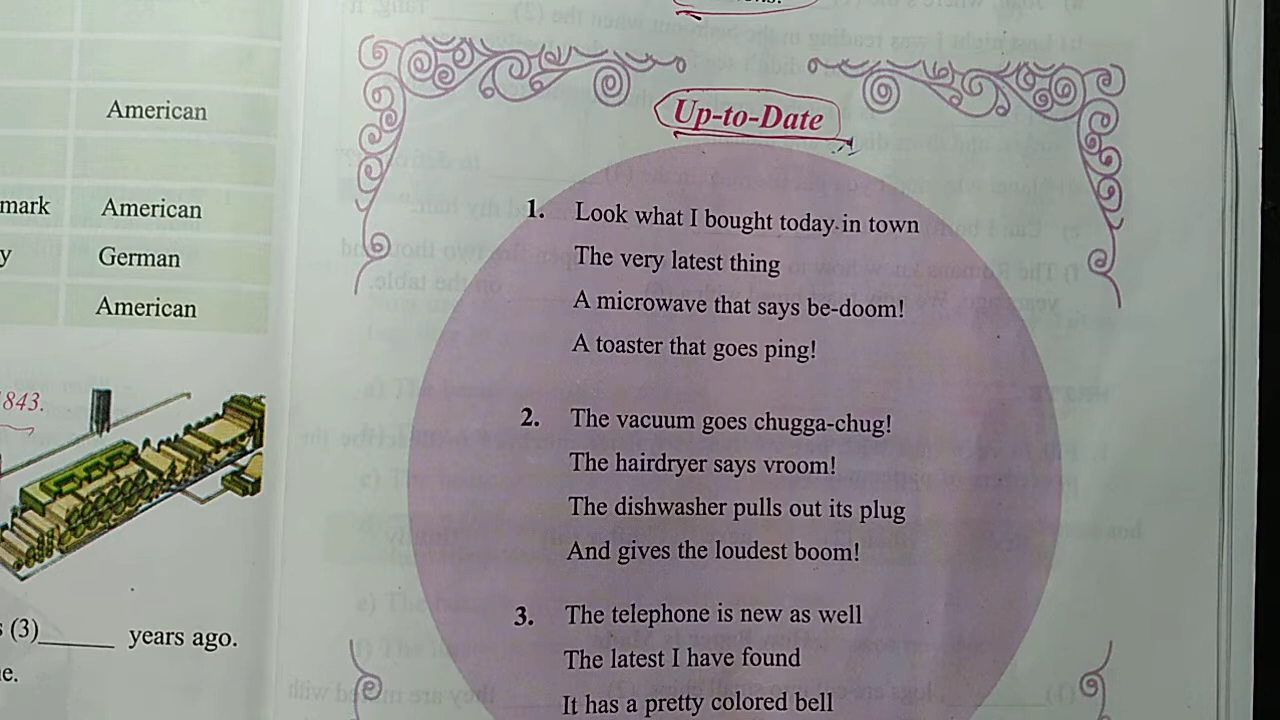 American
mark American
y German
American
1843.
(3)______ years ago.
e.
Up-to-Date
1. Look what I bought today in town
The very latest thing
A microwave that says be-doom!
A toaster that goes ping!
2. The vacuum goes chugga-chug!
The hairdryer says vroom!
The dishwasher pulls out its plug
And gives the loudest boom!
3. The telephone is new as well
The latest I have found
It has a pretty colored bell